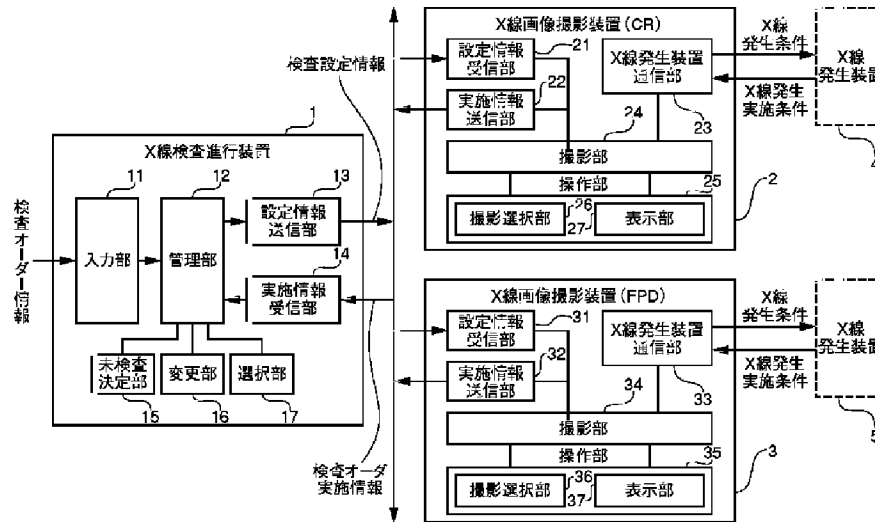 X線画像撮影装置(CR)
設定情報
受信部
21
実施情報
送信部
22
X線発生装置
通信部
23
24
撮影部
操作部
25
撮影選択部
26
表示部
27
2
X線
発生条件
X線発生
実施条件
X線
発生装置
検査設定情報
1
X線検査進行装置
検査オーダー情報
11
入力部
12
管理部
13
設定情報
送信部
14
実施情報
受信部
未検査
決定部
15
変更部
16
選択部
17
検査オーダ
実施情報
X線画像撮影装置(FPD)
設定情報
受信部
31
実施情報
送信部
32
X線発生装置
通信部
33
34
撮影部
操作部
35
撮影選択部
36
表示部
37
3
X線
発生条件
X線発生
実施条件
X線
発生装置